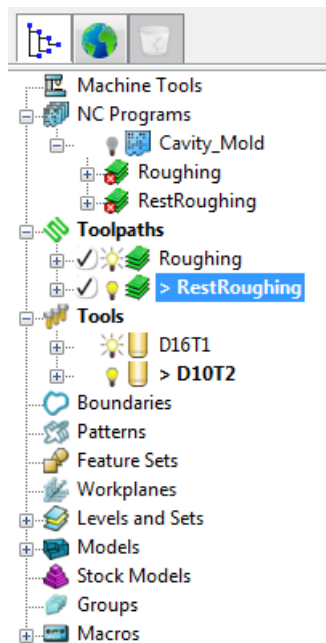 Machine Tools
NC Programs
Cavity_Mold
Roughing
RestRoughing
Toolpaths
Roughing
> RestRoughing
Tools
D16T1
> D10T2
Boundaries
Patterns
Feature Sets
Workplanes
Levels and Sets
Models
Stock Models
Groups
Macros